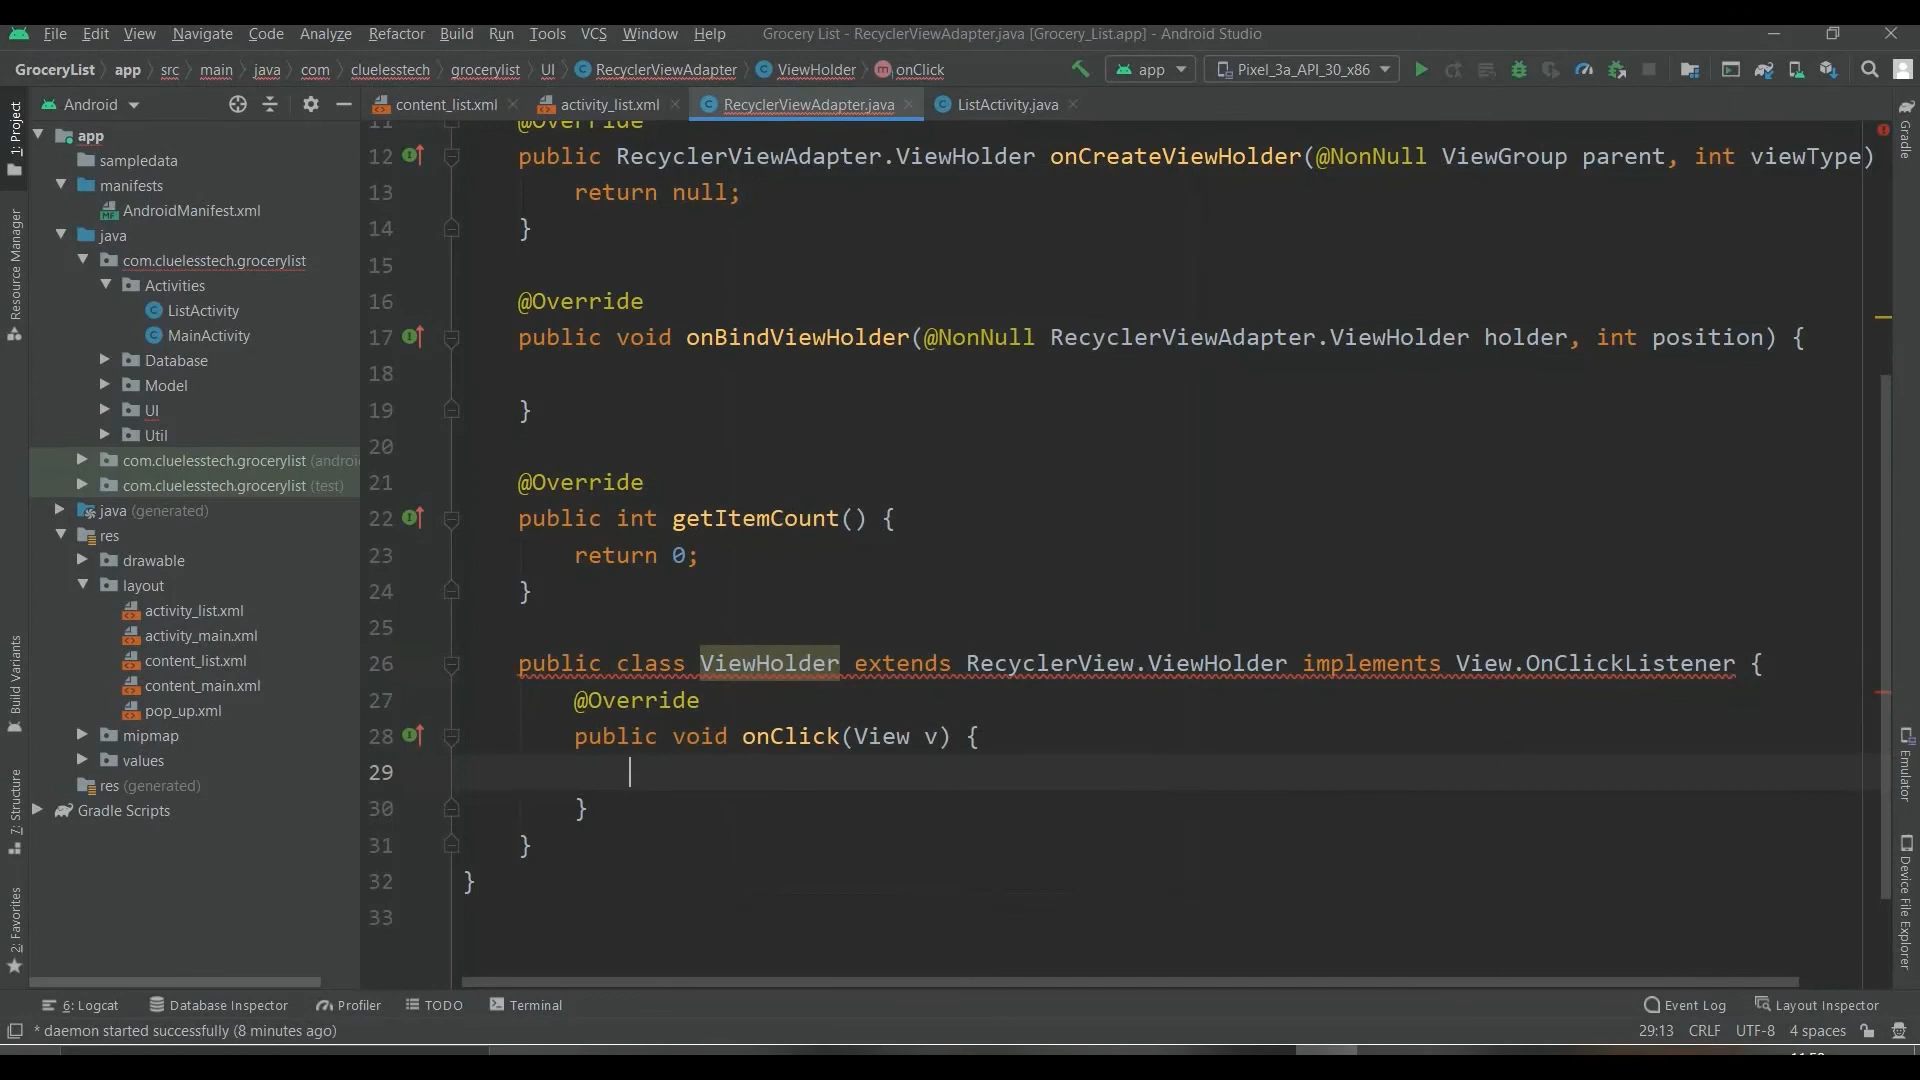 File Edit View Navigate Code Analyze Refactor Build Run Tools VCS Window Help Grocery List - RecyclerViewAdapter.java [Grocery_List.app] - Android Studio
GroceryList app src main java com cluelesstech grocerylist UI RecyclerViewAdapter ViewHolder onClick app Pixel_3a_API_30_x86
Android content_list.xml activity_list.xml RecyclerViewAdapter.java ListActivity.java
1: Project
Resource Manager
Build Variants
7: Structure
2: Favorites
app
sampledata
manifests
AndroidManifest.xml
java
com.cluelesstech.grocerylist
Activities
ListActivity
MainActivity
Database
Model
UI
Util
com.cluelesstech.grocerylist (androi
com.cluelesstech.grocerylist (test)
java (generated)
res
drawable
layout
activity_list.xml
activity_main.xml
content_list.xml
content_main.xml
pop_up.xml
mipmap
values
res (generated)
Gradle Scripts
11 @Override
12 public RecyclerViewAdapter.ViewHolder onCreateViewHolder(@NonNull ViewGroup parent, int viewType)
13 return null;
14 }
15
16 @Override
17 public void onBindViewHolder(@NonNull RecyclerViewAdapter.ViewHolder holder, int position) {
18
19 }
20
21 @Override
22 public int getItemCount() {
23 return 0;
24 }
25
26 public class ViewHolder extends RecyclerView.ViewHolder implements View.OnClickListener {
27 @Override
28 public void onClick(View v) {
29
30 }
31 }
32 }
33
Gradle
Emulator
Device File Explorer
6: Logcat Database Inspector Profiler TODO Terminal Event Log Layout Inspector
* daemon started successfully (8 minutes ago) 29:13 CRLF UTF-8 4 spaces